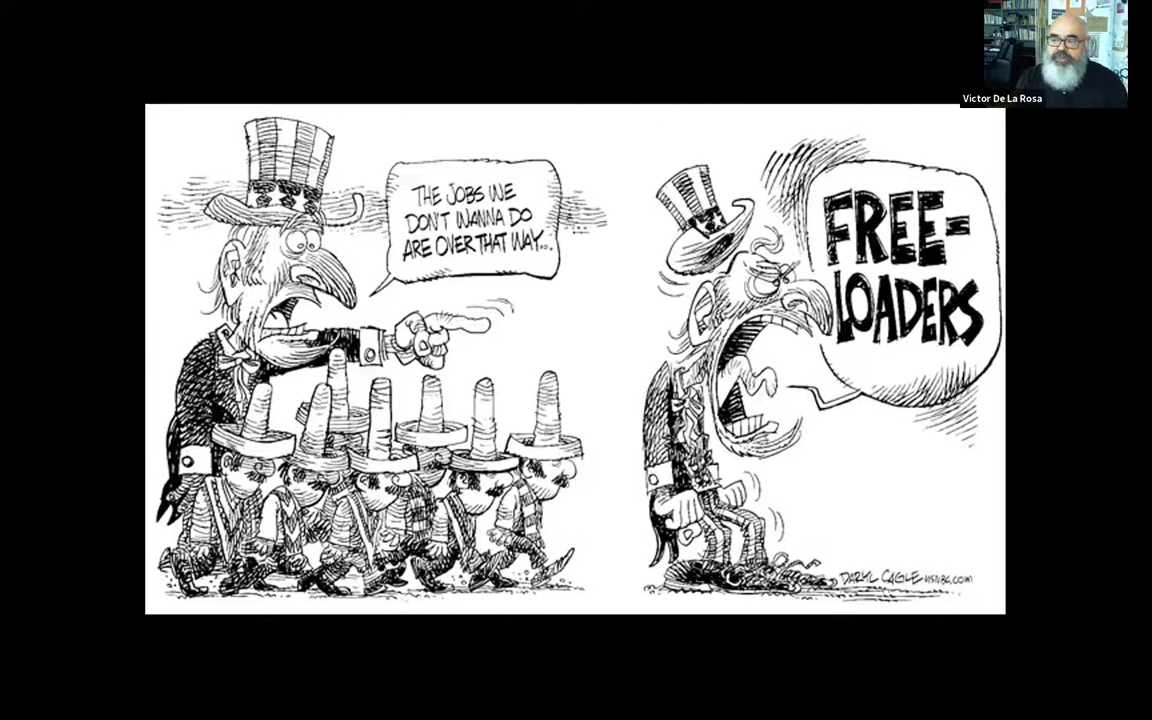 Victor De La Rosa
THE JOBS WE
DON'T WANNA DO
ARE OVER THAT WAY...
FREE-
LOADERS
DARYL CAGLE MSNBC.COM